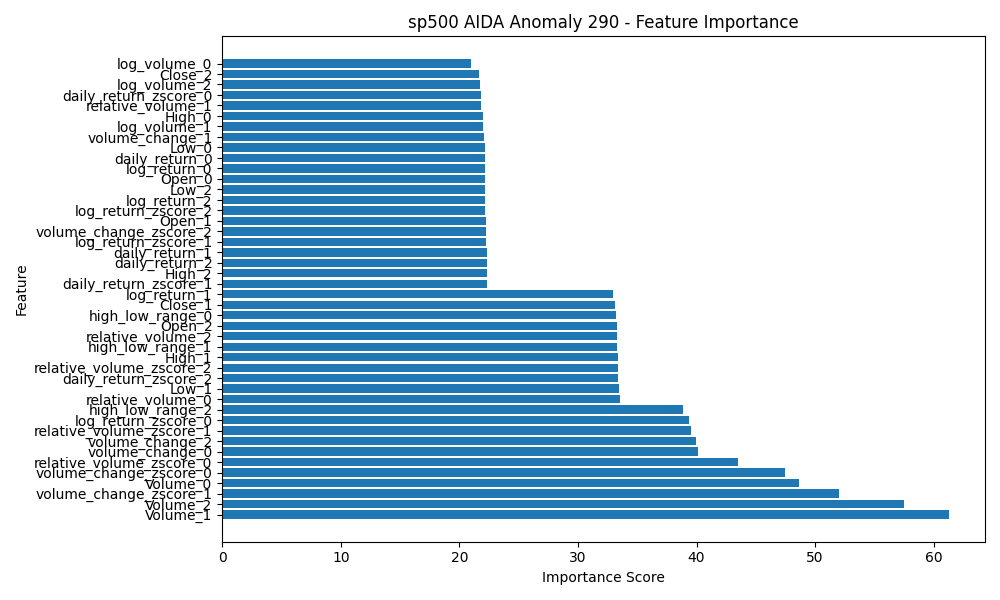 sp500 AIDA Anomaly 290 - Feature Importance
log_volume_0
Close_2
log_volume_2
daily_return_zscore_0
relative_volume_1
High_0
log_volume_1
volume_change_1
Low_0
daily_return_0
log_return_0
Open_0
Low_2
log_return_2
log_return_zscore_2
Open_1
volume_change_zscore_2
log_return_zscore_1
daily_return_1
daily_return_2
High_2
daily_return_zscore_1
log_return_1
Close_1
high_low_range_0
Open_2
relative_volume_2
high_low_range_1
High_1
relative_volume_zscore_2
daily_return_zscore_2
Low_1
relative_volume_0
high_low_range_2
log_return_zscore_0
relative_volume_zscore_1
volume_change_2
volume_change_0
relative_volume_zscore_0
volume_change_zscore_0
Volume_0
volume_change_zscore_1
Volume_2
Volume_1
Feature
0 10 20 30 40 50 60
Importance Score